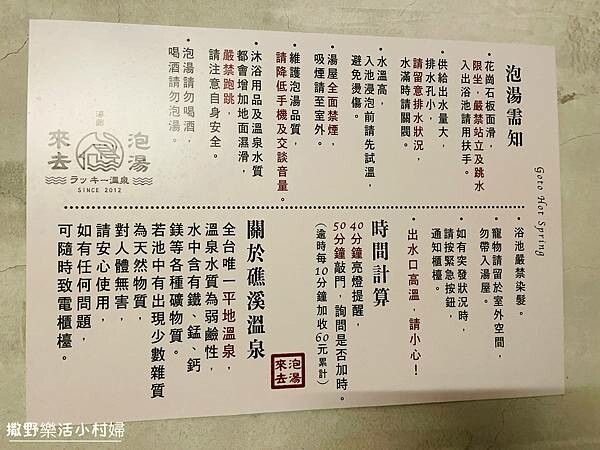 泡湯需知
Goto Hot Spring
•花崗石板面滑，
限坐，嚴禁站立及跳水
入出浴池請用扶手。
•供給出水量大，
排水孔小，
請留意排水狀況，
水滿時請關閥。
•水溫高，
入池浸泡前請先試溫，
避免燙傷。
•湯屋全面禁煙，
吸煙請至室外。
•維護泡湯品質，
請降低手機及交談音量。
•沐浴用品及溫泉水質
都會增加地面濕滑，
嚴禁跑跳，
請注意自身安全。
•泡湯請勿喝酒，
喝酒請勿泡湯。
湯圍
泡湯
來去
ラッキー溫泉
SINCE 2012
•浴池嚴禁染髮。
•寵物請留於室外空間，
勿帶入湯屋。
•如有突發狀況時，
請按緊急按鈕，
通知櫃檯。
•出水口高溫，請小心！
時間計算
40分鐘亮燈提醒，
50分鐘敲門，詢問是否加時。
(逾時每10分鐘加收60元累計)
關於礁溪溫泉
全台唯一平地溫泉，
溫泉水質為弱鹼性，
水中含有鐵、錳、鈣
鎂等各種礦物質。
若池中有出現少數雜質
為天然物質，
對人體無害，
請安心使用，
如有任何問題，
可隨時致電櫃檯。
泡湯
來去
撒野樂活小村婦